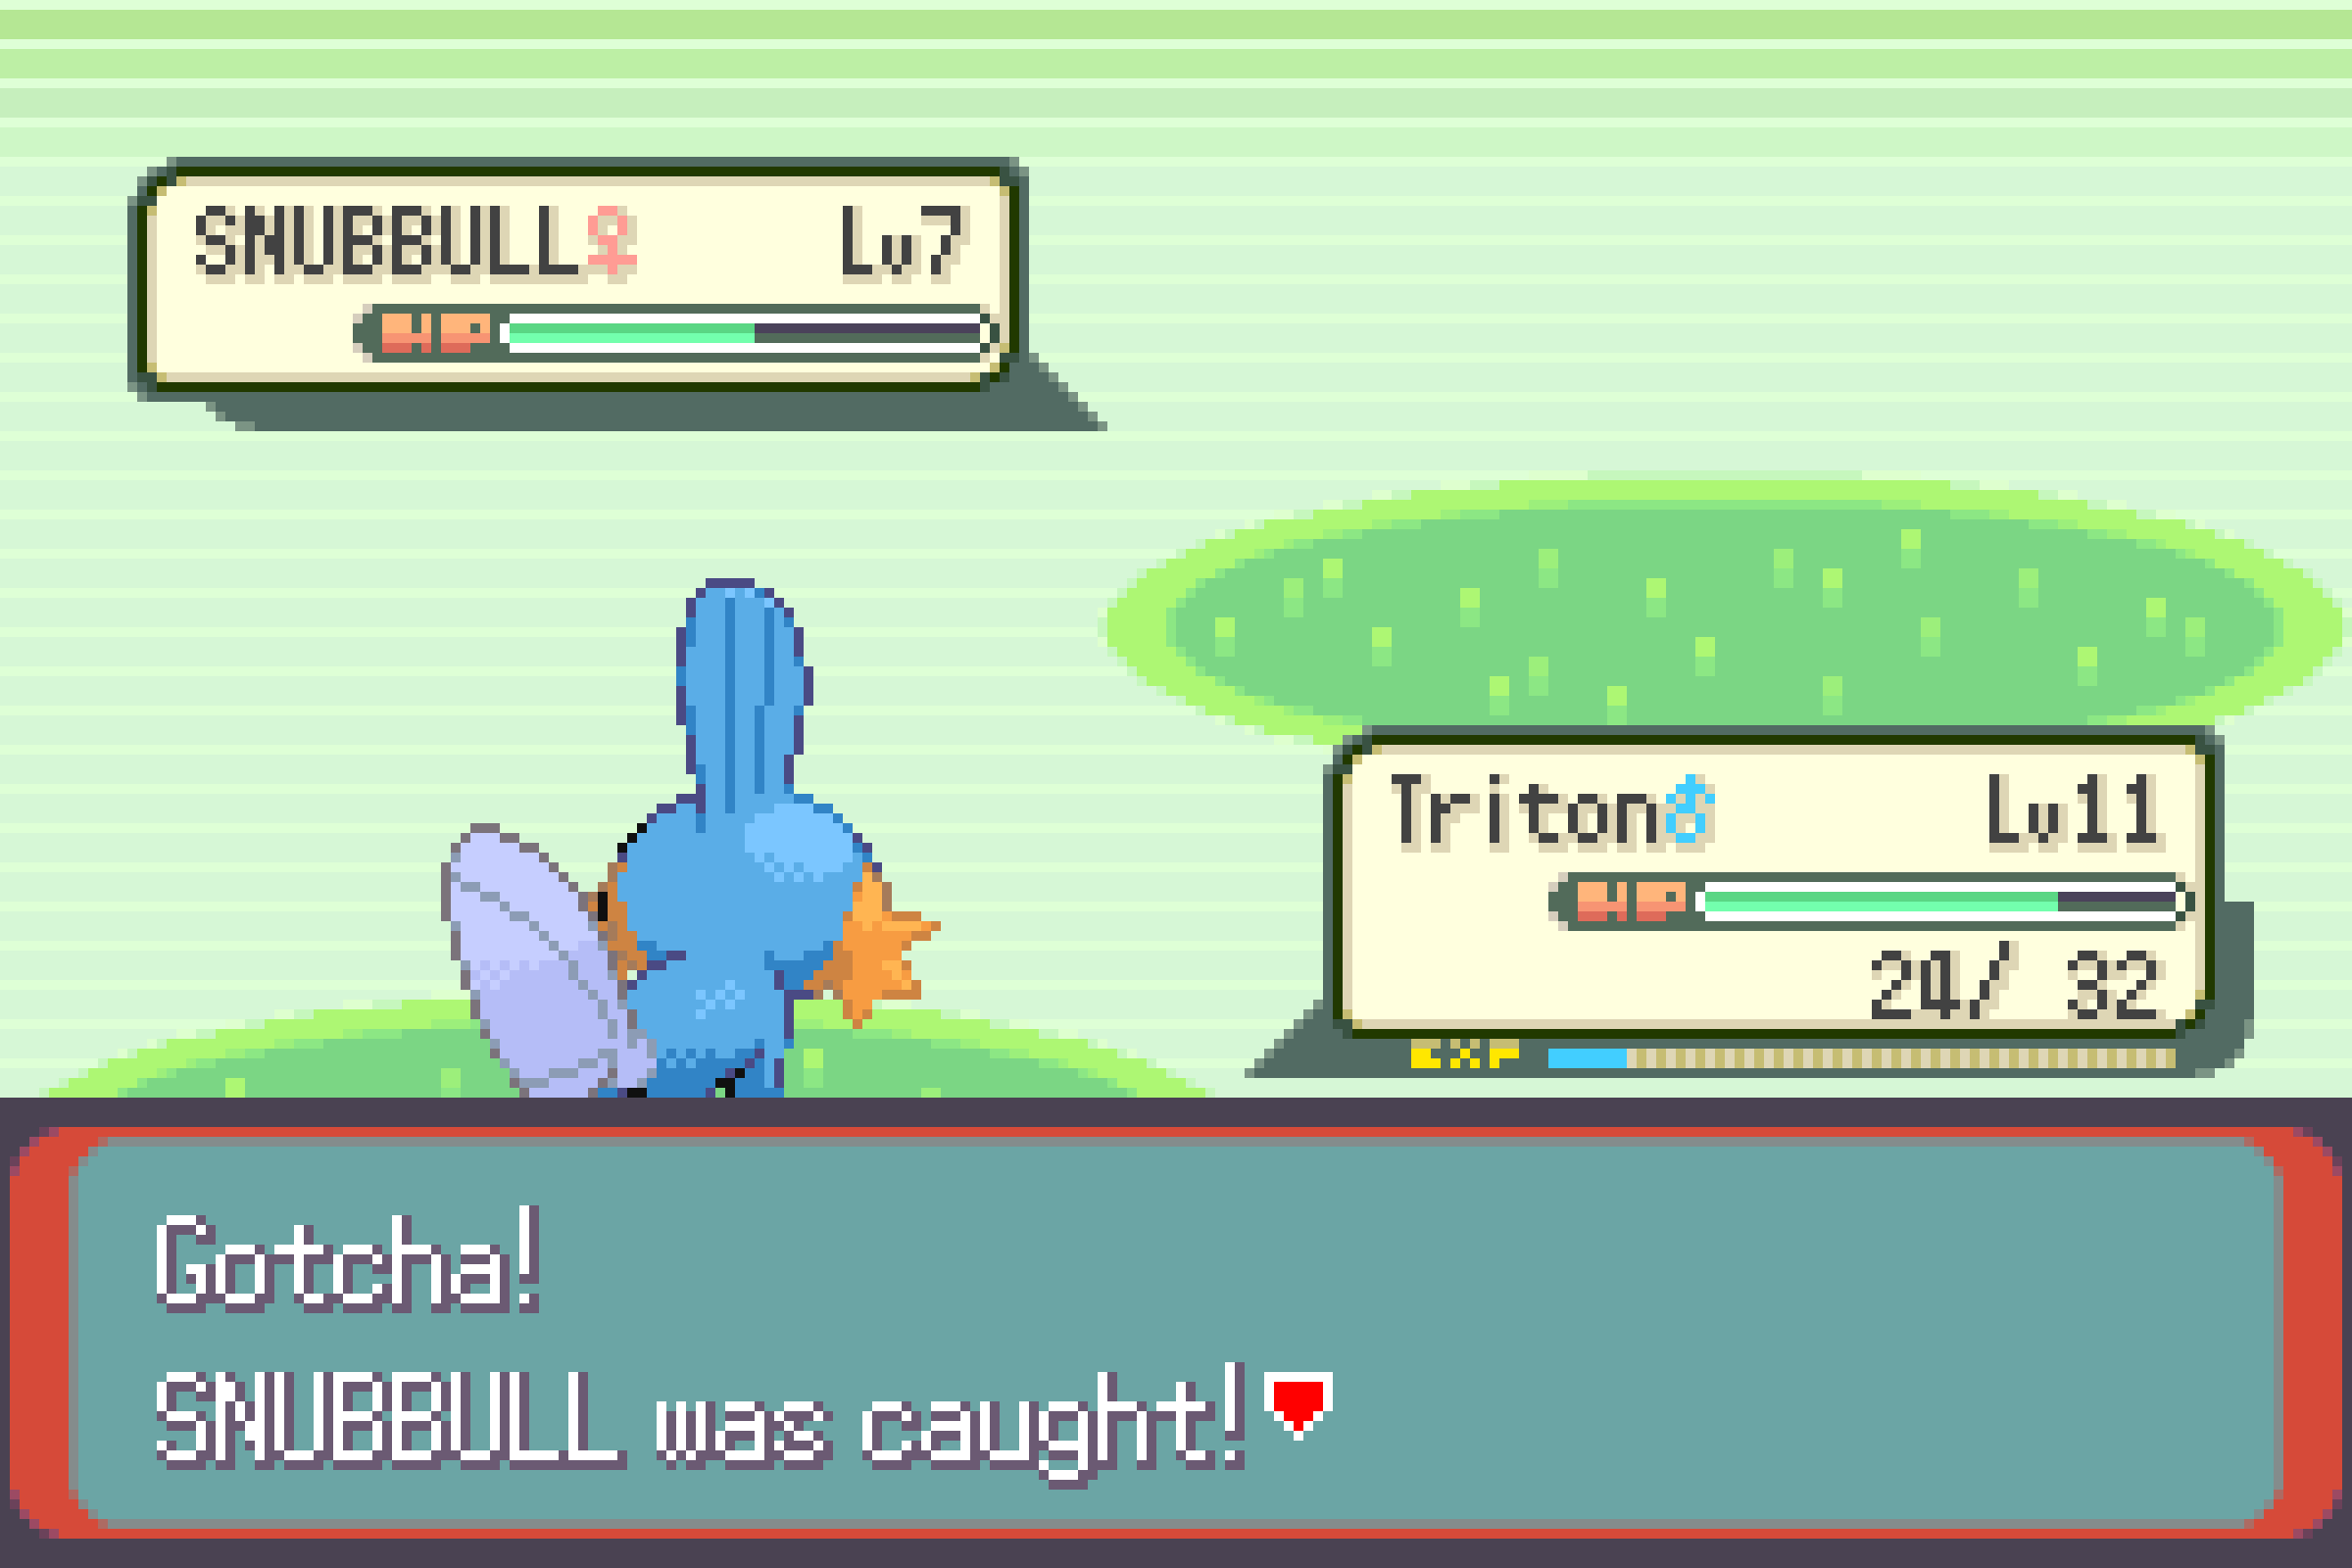 SNUBBULL♀ Lv7
HP
Triton♂ Lv11
HP
24/ 32
EXP
Gotcha!
SNUBBULL was caught!♥